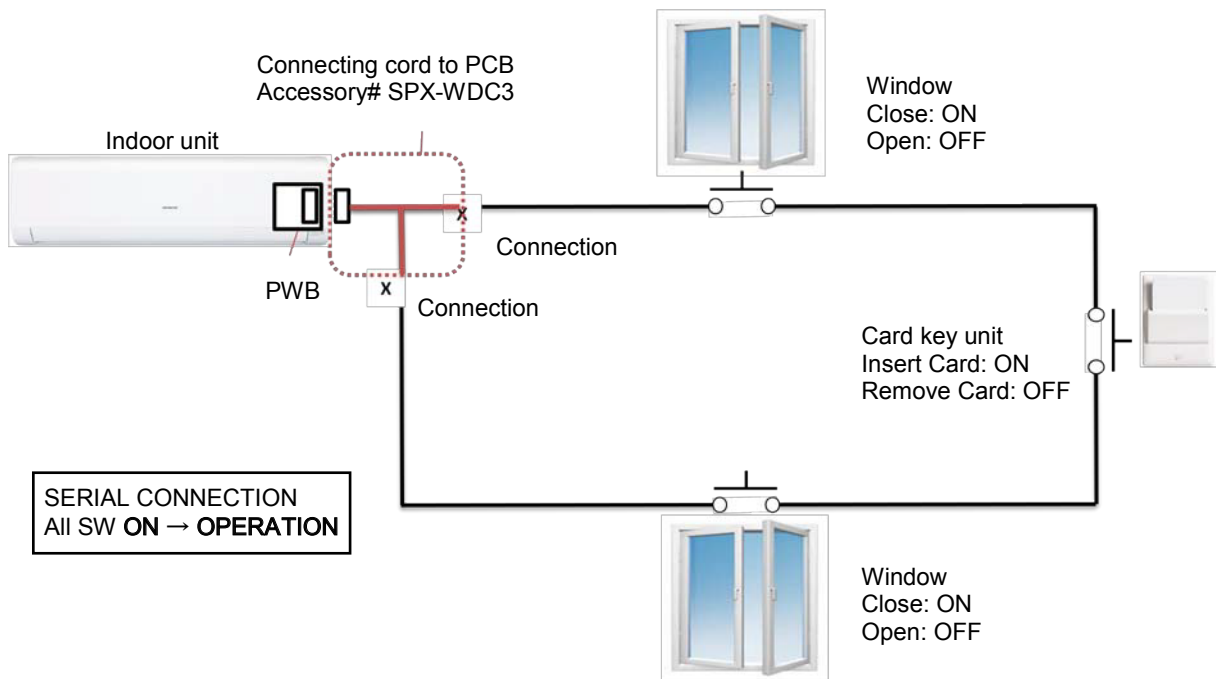 Connecting cord to PCB
Accessory# SPX-WDC3
Indoor unit
Window
Close: ON
Open: OFF
X
Connection
PWB
X
Connection
Card key unit
Insert Card: ON
Remove Card: OFF
SERIAL CONNECTION
All SW ON → OPERATION
Window
Close: ON
Open: OFF